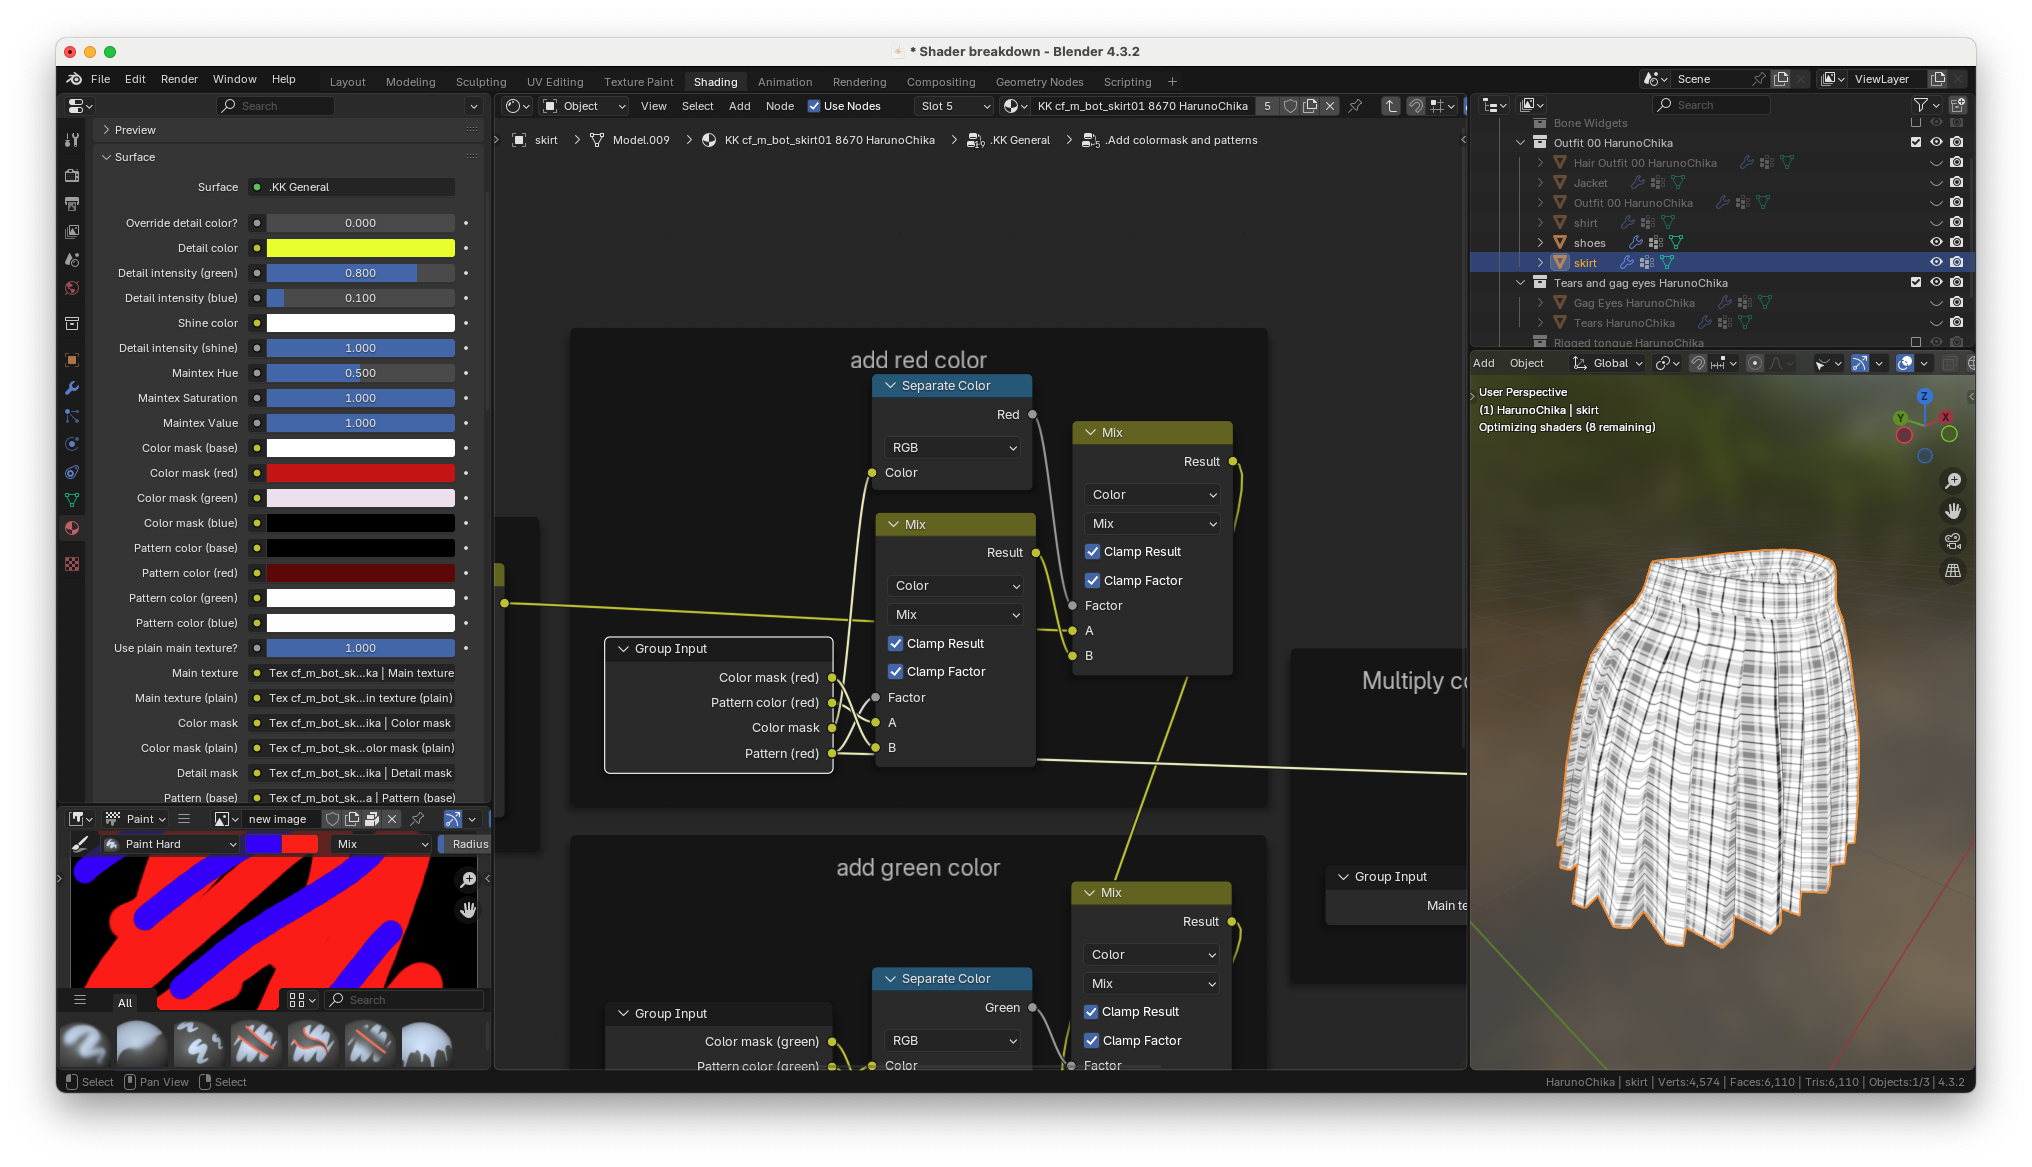 * Shader breakdown - Blender 4.3.2
File Edit Render Window Help
Layout Modeling Sculpting UV Editing Texture Paint Shading Animation Rendering Compositing Geometry Nodes Scripting +
Scene
ViewLayer
Search
Preview
Surface
Surface .KK General
Override detail color? 0.000
Detail color
Detail intensity (green) 0.800
Detail intensity (blue) 0.100
Shine color
Detail intensity (shine) 1.000
Maintex Hue 0.500
Maintex Saturation 1.000
Maintex Value 1.000
Color mask (base)
Color mask (red)
Color mask (green)
Color mask (blue)
Pattern color (base)
Pattern color (red)
Pattern color (green)
Pattern color (blue)
Use plain main texture? 1.000
Main texture Tex cf_m_bot_sk...ka | Main texture
Main texture (plain) Tex cf_m_bot_sk...in texture (plain)
Color mask Tex cf_m_bot_sk...ika | Color mask
Color mask (plain) Tex cf_m_bot_sk...olor mask (plain)
Detail mask Tex cf_m_bot_sk...ika | Detail mask
Pattern (base) Tex cf_m_bot_sk...a | Pattern (base)
Paint new image
Paint Hard Mix Radius
All Search
Object View Select Add Node Use Nodes Slot 5 KK cf_m_bot_skirt01 8670 HarunoChika 5
skirt Model.009 KK cf_m_bot_skirt01 8670 HarunoChika .KK General .Add colormask and patterns
add red color
Separate Color
Red
RGB
Color
Mix
Result
Color
Mix
Clamp Result
Clamp Factor
Factor
A
B
Mix
Result
Color
Mix
Clamp Result
Clamp Factor
Factor
A
B
Group Input
Color mask (red)
Pattern color (red)
Color mask
Pattern (red)
add green color
Mix
Result
Color
Mix
Clamp Result
Clamp Factor
Factor
Separate Color
Green
RGB
Color
Group Input
Color mask (green)
Pattern color (green)
Multiply co
Group Input
Main te
Search
Bone Widgets
Outfit 00 HarunoChika
Hair Outfit 00 HarunoChika
Jacket
Outfit 00 HarunoChika
shirt
shoes
skirt
Tears and gag eyes HarunoChika
Gag Eyes HarunoChika
Tears HarunoChika
Rigged tongue HarunoChika
Add Object Global
User Perspective
(1) HarunoChika | skirt
Optimizing shaders (8 remaining)
Z
Y
X
Select Pan View Select
HarunoChika | skirt | Verts:4,574 | Faces:6,110 | Tris:6,110 | Objects:1/3 | 4.3.2